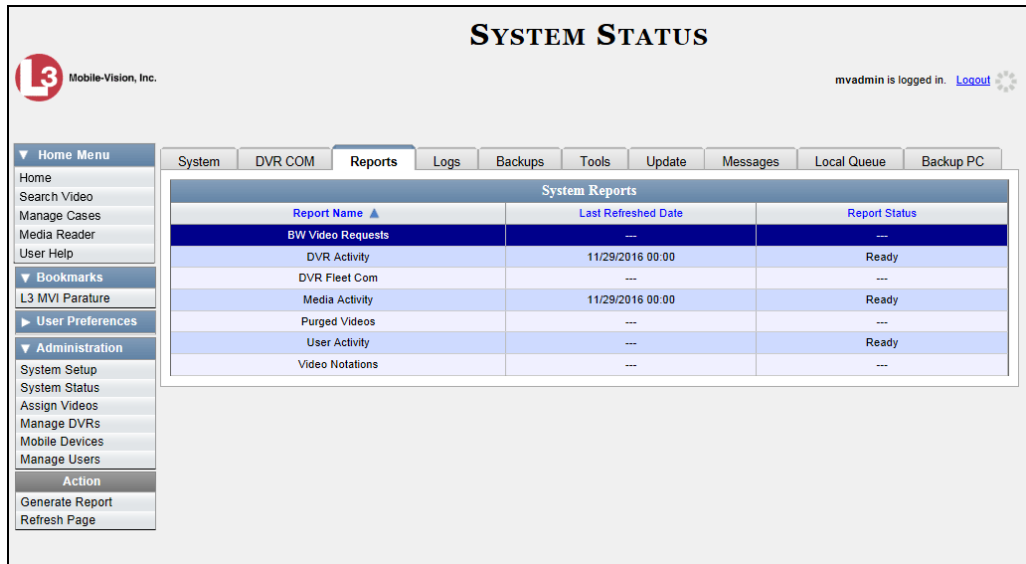 SYSTEM STATUS
L3 Mobile-Vision, Inc.
mvadmin is logged in. Logout
▼ Home Menu
Home
Search Video
Manage Cases
Media Reader
User Help
▼ Bookmarks
L3 MVI Parature
▶ User Preferences
▼ Administration
System Setup
System Status
Assign Videos
Manage DVRs
Mobile Devices
Manage Users
Action
Generate Report
Refresh Page
System DVR COM Reports Logs Backups Tools Update Messages Local Queue Backup PC
System Reports
Report Name ▲ Last Refreshed Date Report Status
BW Video Requests --- ---
DVR Activity 11/29/2016 00:00 Ready
DVR Fleet Com --- ---
Media Activity 11/29/2016 00:00 Ready
Purged Videos --- ---
User Activity --- Ready
Video Notations --- ---